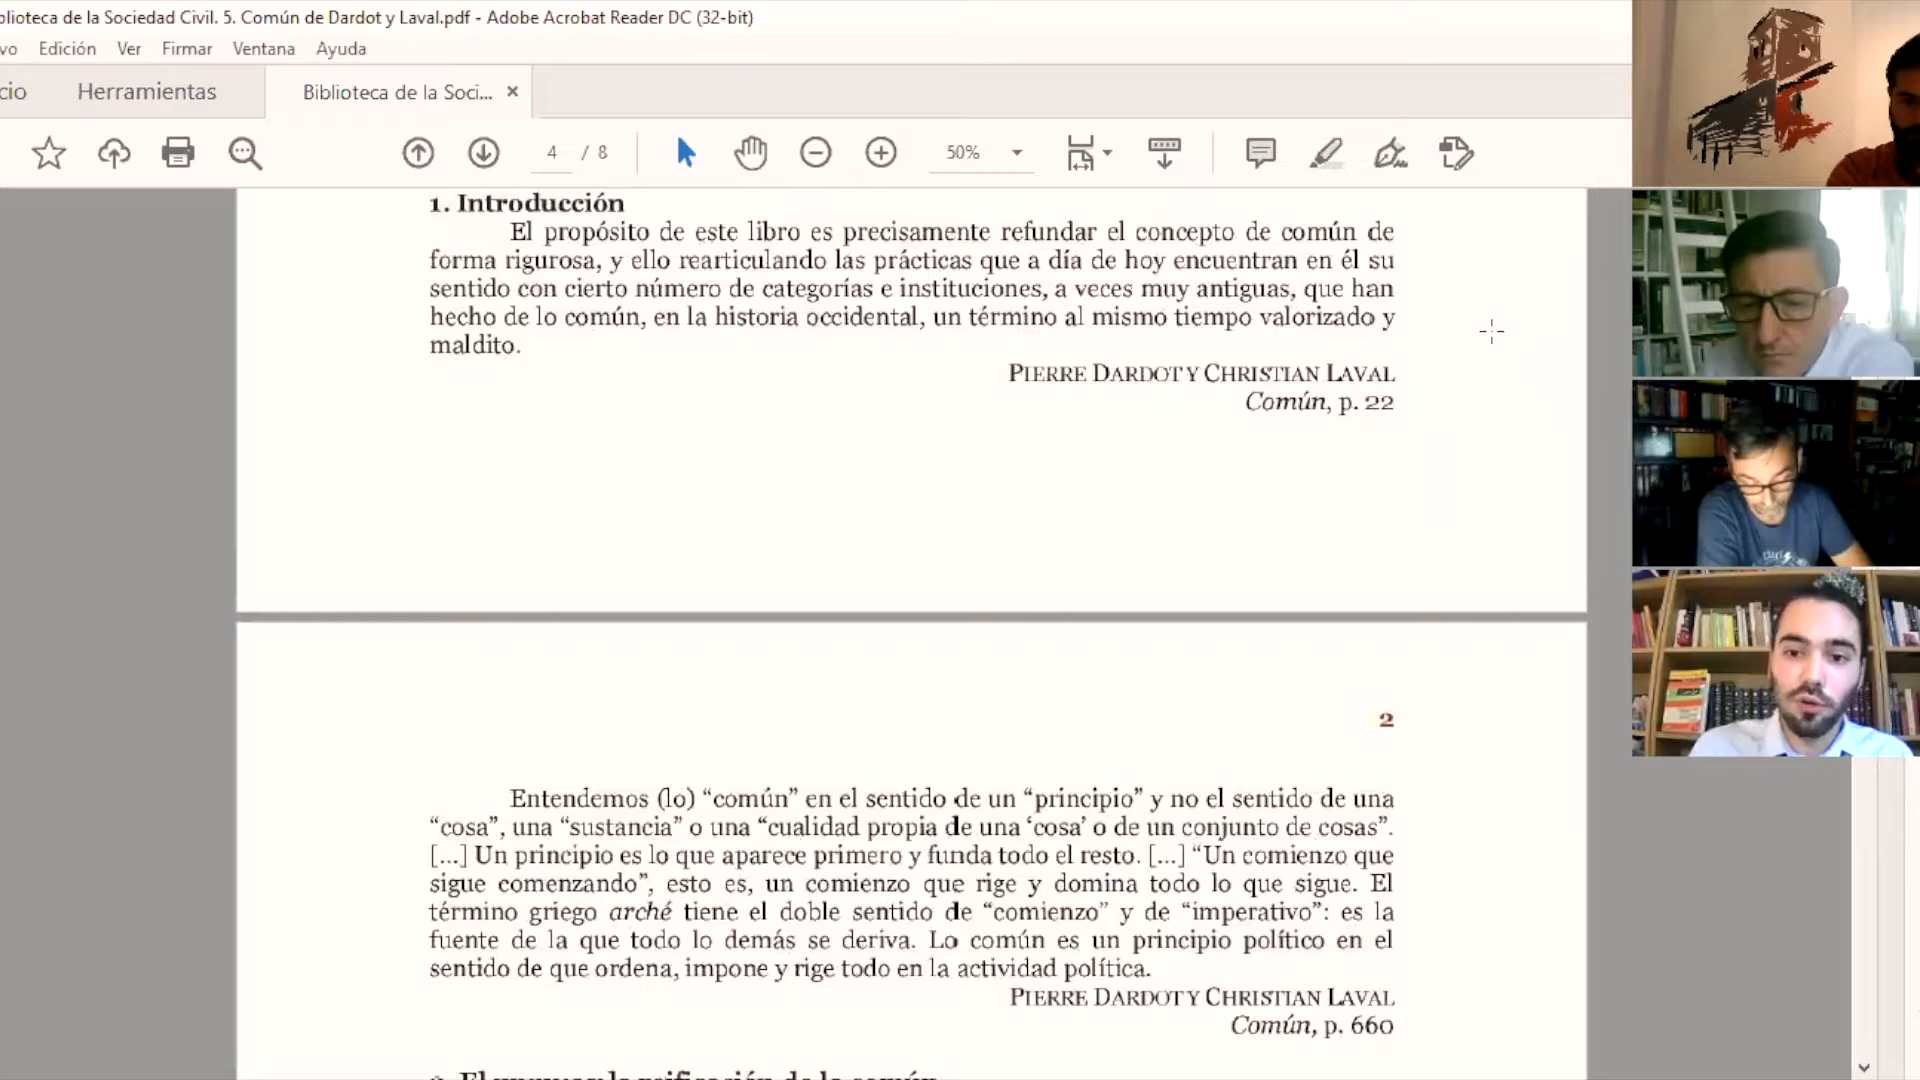 blioteca de la Sociedad Civil. 5. Común de Dardot y Laval.pdf - Adobe Acrobat Reader DC (32-bit)
vo Edición Ver Firmar Ventana Ayuda
cio Herramientas Biblioteca de la Soci... ×
4 / 8 50%
1. Introducción
El propósito de este libro es precisamente refundar el concepto de común de
forma rigurosa, y ello rearticulando las prácticas que a día de hoy encuentran en él su
sentido con cierto número de categorías e instituciones, a veces muy antiguas, que han
hecho de lo común, en la historia occidental, un término al mismo tiempo valorizado y
maldito.
PIERRE DARDOT Y CHRISTIAN LAVAL
Común, p. 22
2
Entendemos (lo) “común” en el sentido de un “principio” y no el sentido de una
“cosa”, una “sustancia” o una “cualidad propia de una ‘cosa’ o de un conjunto de cosas”.
[...] Un principio es lo que aparece primero y funda todo el resto. [...] “Un comienzo que
sigue comenzando”, esto es, un comienzo que rige y domina todo lo que sigue. El
término griego arché tiene el doble sentido de “comienzo” y de “imperativo”: es la
fuente de la que todo lo demás se deriva. Lo común es un principio político en el
sentido de que ordena, impone y rige todo en la actividad política.
PIERRE DARDOT Y CHRISTIAN LAVAL
Común, p. 660